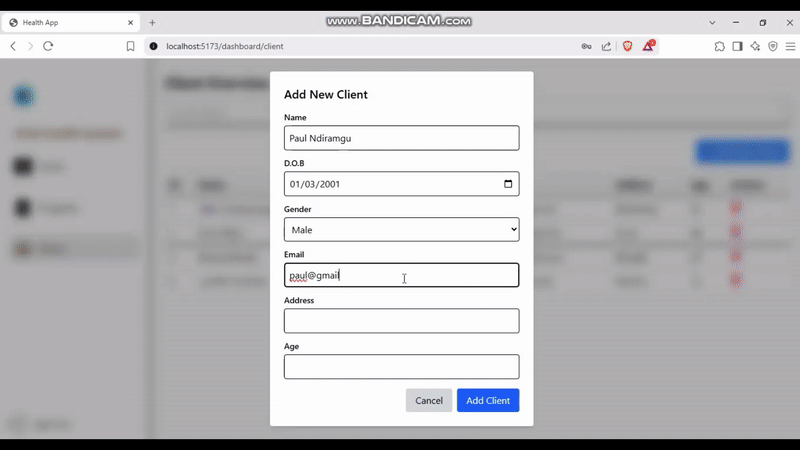 www.BANDICAM.com
Health App
localhost:5173/dashboard/client
Add New Client
Name
Paul Ndiramgu
D.O.B
01/03/2001
Gender
Male
Email
paul@gmail
Address
Age
Cancel
Add Client